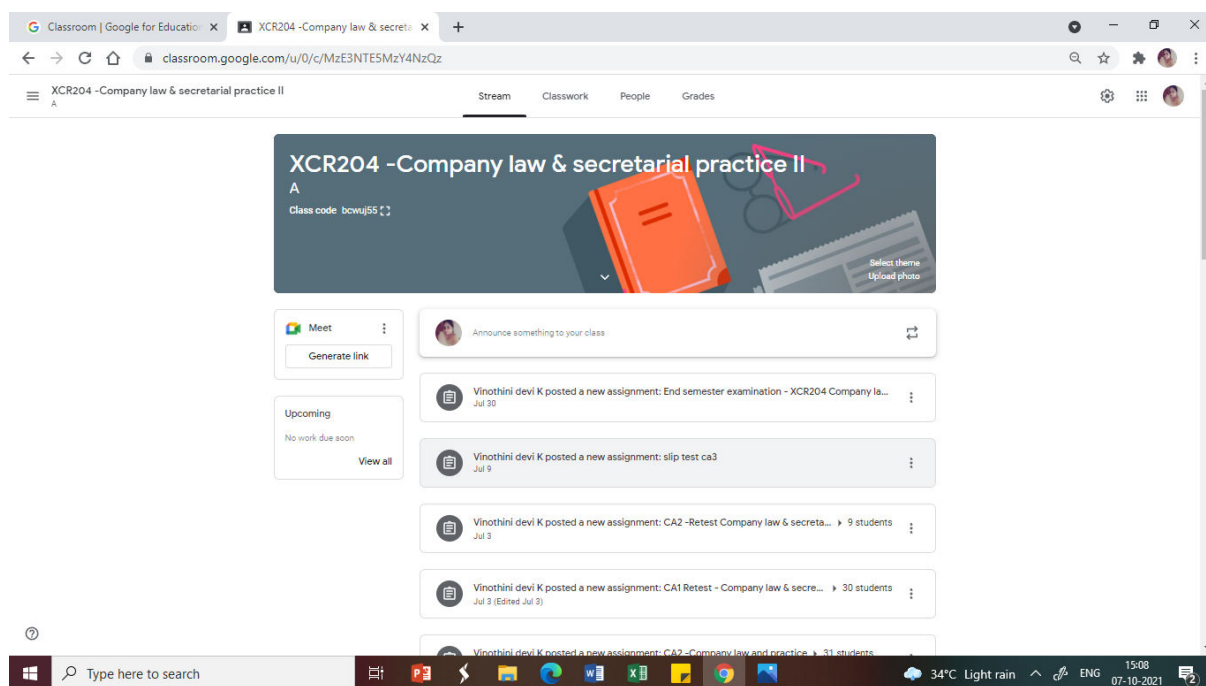 Classroom | Google for Education
XCR204 -Company law & secreta
classroom.google.com/u/0/c/MzE3NTE5MzY4NzQz
XCR204 -Company law & secretarial practice II
A
Stream Classwork People Grades
XCR204 -Company law & secretarial practice II
A
Class code bcwuj55
Select theme
Upload photo
Meet
Generate link
Upcoming
No work due soon
View all
Announce something to your class
Vinothini devi K posted a new assignment: End semester examination - XCR204 Company la...
Jul 30
Vinothini devi K posted a new assignment: slip test ca3
Jul 9
Vinothini devi K posted a new assignment: CA2 -Retest Company law & secreta... 9 students
Jul 3
Vinothini devi K posted a new assignment: CA1 Retest - Company law & secre... 30 students
Jul 3 (Edited Jul 3)
Vinothini devi K posted a new assignment: CA2 -Company law and practice 31 students
Type here to search
34°C Light rain
ENG
15:08
07-10-2021
2